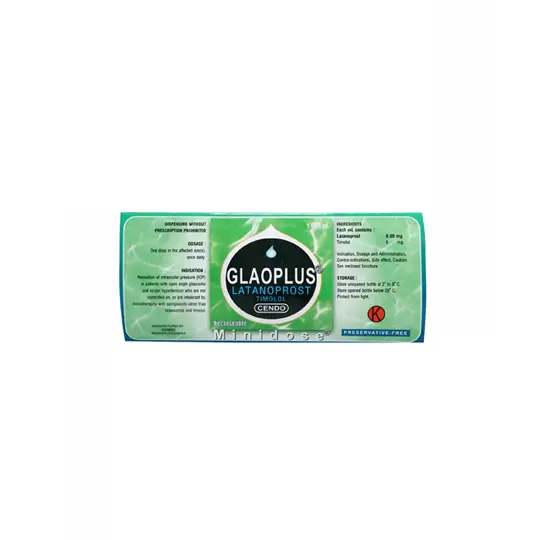 DISPENSING WITHOUT
PRESCRIPTION PROHIBITED
DOSAGE :
One drop in the affected eye(s),
once daily.
INDICATION :
Reduction of intraocular pressure (IOP)
in patients with open angle glaucoma
and ocular hypertension who are not
controlled on, or are intolerant to,
monotherapy with components other than
latanoprost and timolol.
MANUFACTURED BY
CENDO
GLAOPLUS®
LATANOPROST
TIMOLOL
CENDO
Recloseable
Minidose®
INGREDIENTS :
Each mL contains :
Latanoprost 0.05 mg
Timolol 5 mg
Indication, Dosage and Administration,
Contra-indications, Side effect, Caution:
See enclosed brochure
STORAGE :
Store unopened bottle at 2° to 8° C.
Store opened bottle below 25° C.
Protect from light.
K
PRESERVATIVE-FREE